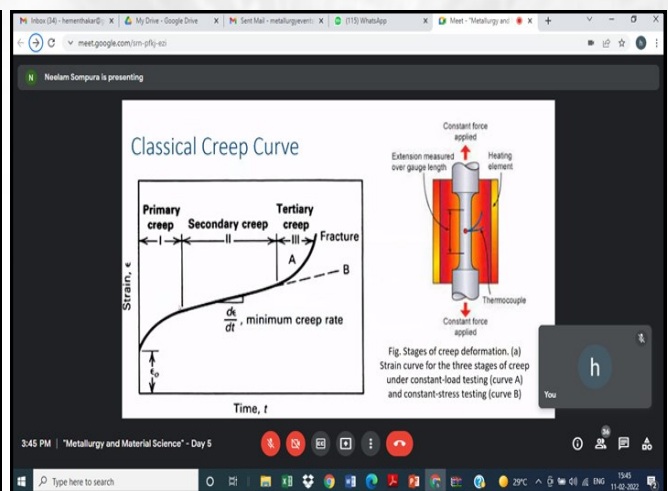 Inbox (34) - hementhakar@
My Drive - Google Drive
Sent Mail - metallurgyevent
(115) WhatsApp
Meet - "Metallurgy and
meet.google.com/srn-pfkj-ezi
N Neelam Sompura is presenting
Classical Creep Curve
Primary creep
Secondary creep
Tertiary creep
I
II
III
Fracture
A
B
dε/dt, minimum creep rate
Strain, ε
ε₀
Time, t
Constant force applied
Extension measured over gauge length
Heating element
Thermocouple
Constant force applied
Fig. Stages of creep deformation. (a)
Strain curve for the three stages of creep
under constant-load testing (curve A)
and constant-stress testing (curve B)
h
You
3:45 PM | "Metallurgy and Material Science" - Day 5
36
Type here to search
29°C
ENG
15:45
11-02-2022